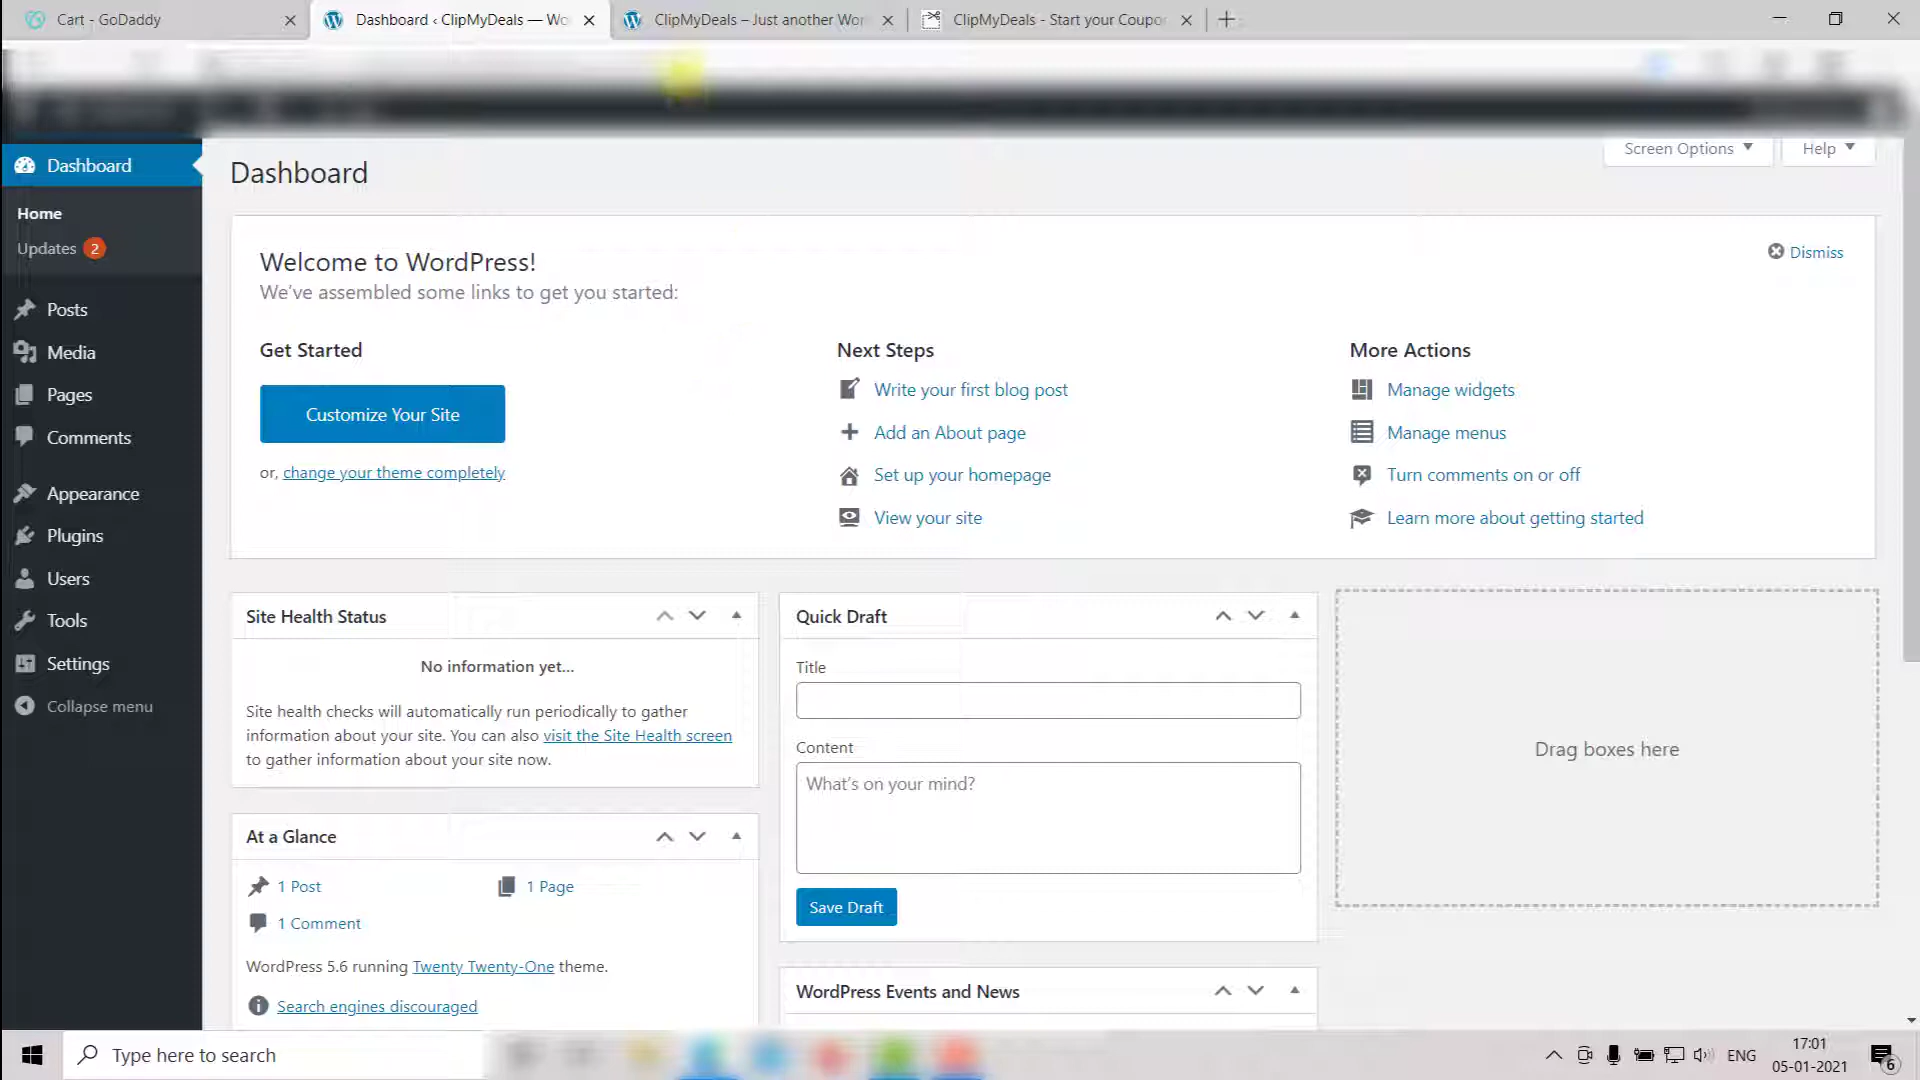 Cart - GoDaddy
Dashboard ‹ ClipMyDeals — Wo
ClipMyDeals – Just another Wor
ClipMyDeals - Start your Coupo
Screen Options
Help
Dashboard
Dashboard
Home
Updates 2
Posts
Media
Pages
Comments
Appearance
Plugins
Users
Tools
Settings
Collapse menu
Welcome to WordPress!
We've assembled some links to get you started:
Dismiss
Get Started
Customize Your Site
or, change your theme completely
Next Steps
Write your first blog post
Add an About page
Set up your homepage
View your site
More Actions
Manage widgets
Manage menus
Turn comments on or off
Learn more about getting started
Site Health Status
No information yet...
Site health checks will automatically run periodically to gather
information about your site. You can also visit the Site Health screen
to gather information about your site now.
At a Glance
1 Post
1 Page
1 Comment
WordPress 5.6 running Twenty Twenty-One theme.
Search engines discouraged
Quick Draft
Title
Content
What's on your mind?
Save Draft
WordPress Events and News
Drag boxes here
Type here to search
ENG
17:01
05-01-2021
6